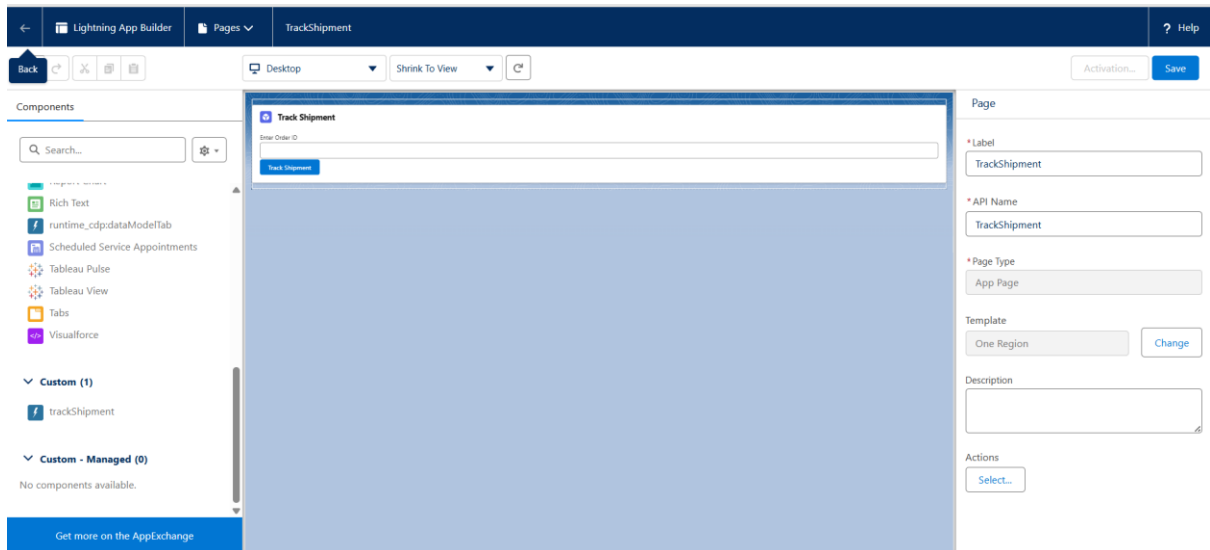 Lightning App Builder
Pages
TrackShipment
? Help
Back
Desktop
Shrink To View
Activation...
Save
Components
Search...
Report Chart
Rich Text
runtime_cdp:dataModelTab
Scheduled Service Appointments
Tableau Pulse
Tableau View
Tabs
Visualforce
Custom (1)
trackShipment
Custom - Managed (0)
No components available.
Get more on the AppExchange
Track Shipment
Enter Order ID
Track Shipment
Page
*Label
TrackShipment
*API Name
TrackShipment
*Page Type
App Page
Template
One Region
Change
Description
Actions
Select...